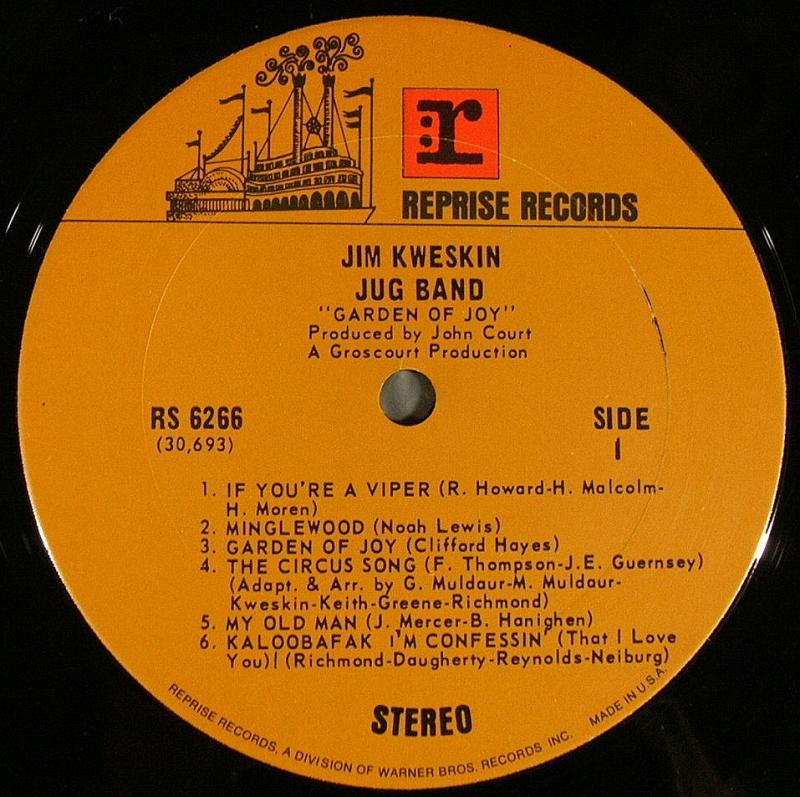 r:
REPRISE RECORDS
JIM KWESKIN
JUG BAND
"GARDEN OF JOY"
Produced by John Court
A Groscourt Production
RS 6266
(30,693)
SIDE
1
1. IF YOU'RE A VIPER (R. Howard-H. Malcolm-
H. Moren)
2. MINGLEWOOD (Noah Lewis)
3. GARDEN OF JOY (Clifford Hayes)
4. THE CIRCUS SONG (F. Thompson-J.E. Guernsey)
(Adapt. & Arr. by G. Muldaur-M. Muldaur-
Kweskin-Keith-Greene-Richmond)
5. MY OLD MAN (J. Mercer-B. Hanighen)
6. KALOOBAFAK I'M CONFESSIN' (That I Love
You)| (Richmond-Daugherty-Reynolds-Neiburg)
STEREO
REPRISE RECORDS, A DIVISION OF WARNER BROS. RECORDS INC. MADE IN U.S.A.